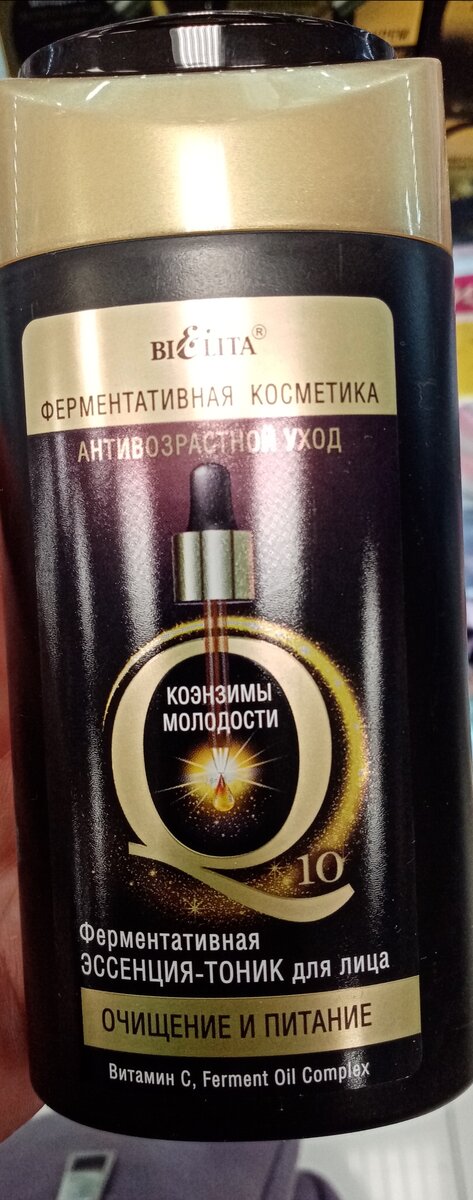 BIELITA®
ФЕРМЕНТАТИВНАЯ КОСМЕТИКА
АНТИВОЗРАСТНОЙ УХОД
КОЭНЗИМЫ
МОЛОДОСТИ
Q10
Ферментативная
ЭССЕНЦИЯ-ТОНИК для лица
ОЧИЩЕНИЕ И ПИТАНИЕ
Витамин С, Ferment Oil Complex